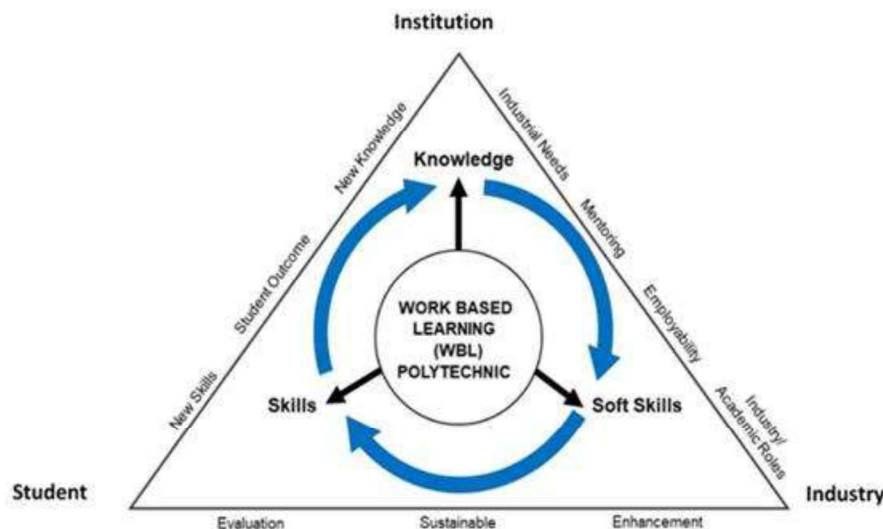 Institution
New Knowledge
Student Outcome
New Skills
Industrial Needs
Mentoring
Employability
Industry/
Academic Roles
Knowledge
WORK BASED
LEARNING
(WBL)
POLYTECHNIC
Skills
Soft Skills
Student
Industry
Evaluation
Sustainable
Enhancement